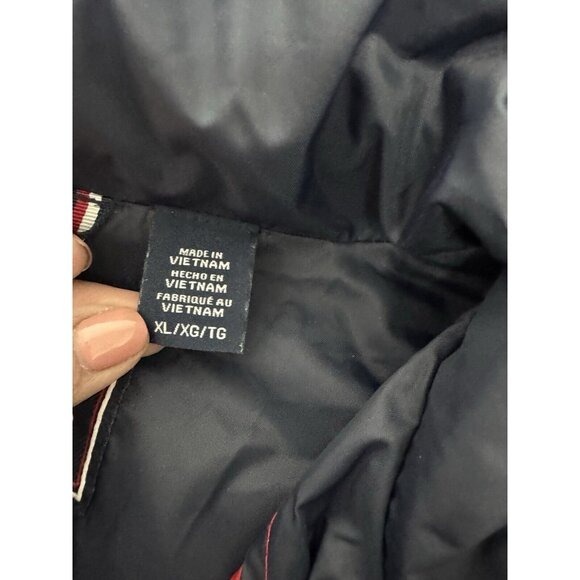 MADE IN
VIETNAM
HECHO EN
VIETNAM
FABRIQUÉ AU
VIETNAM
XL/XG/TG